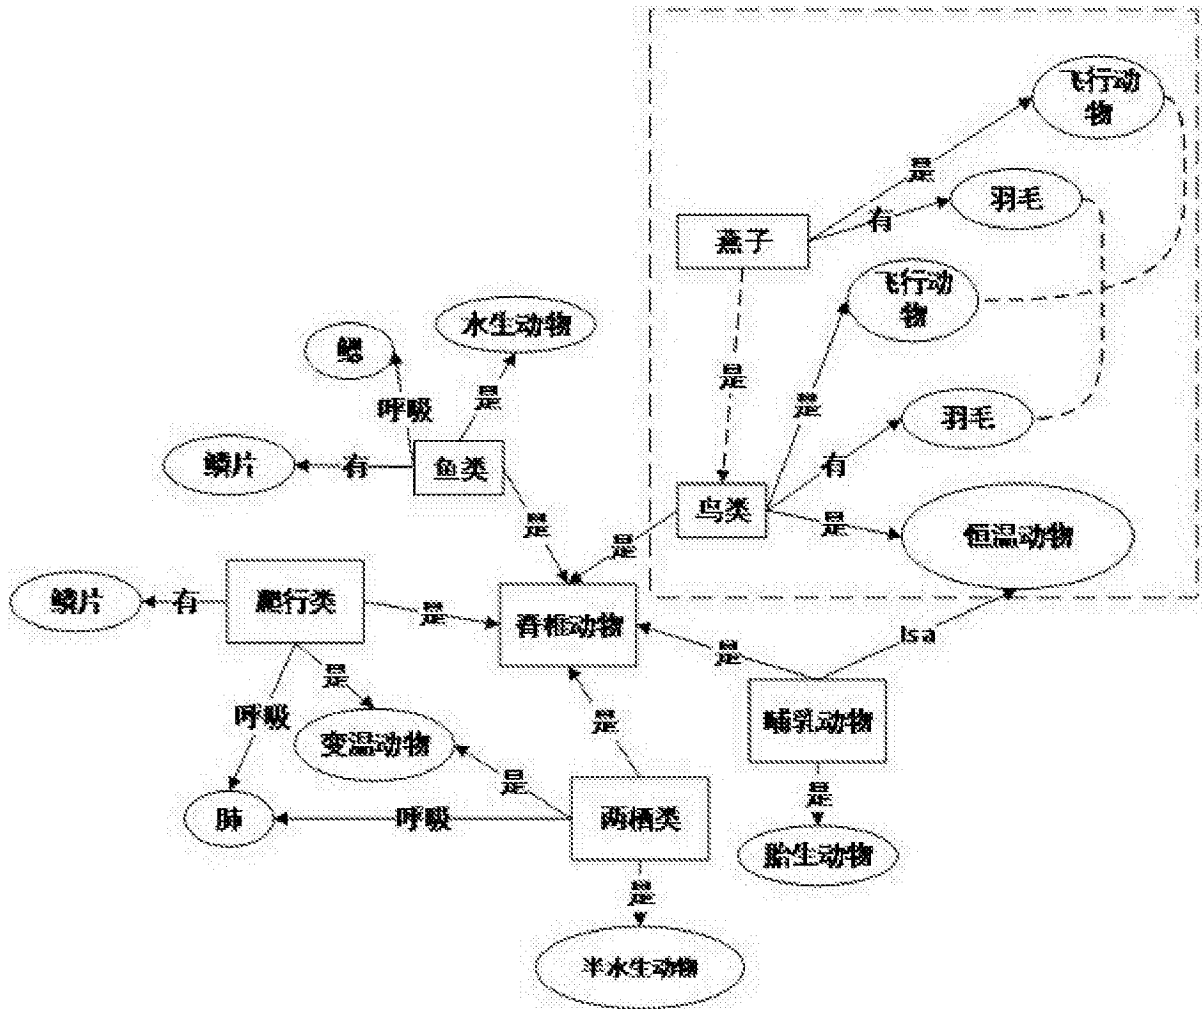 飞行动
物
是
羽毛
有
燕子
飞行动
物
水生动物
鳃
是
是
呼吸
是
羽毛
鳞片
有
鱼类
有
鸟类
是
是
是
恒温动物
鳞片
有
爬行类
是
脊椎动物
Isa
是
是
呼吸
变温动物
是
哺乳动物
是
是
肺
呼吸
两栖类
胎生动物
是
半水生动物